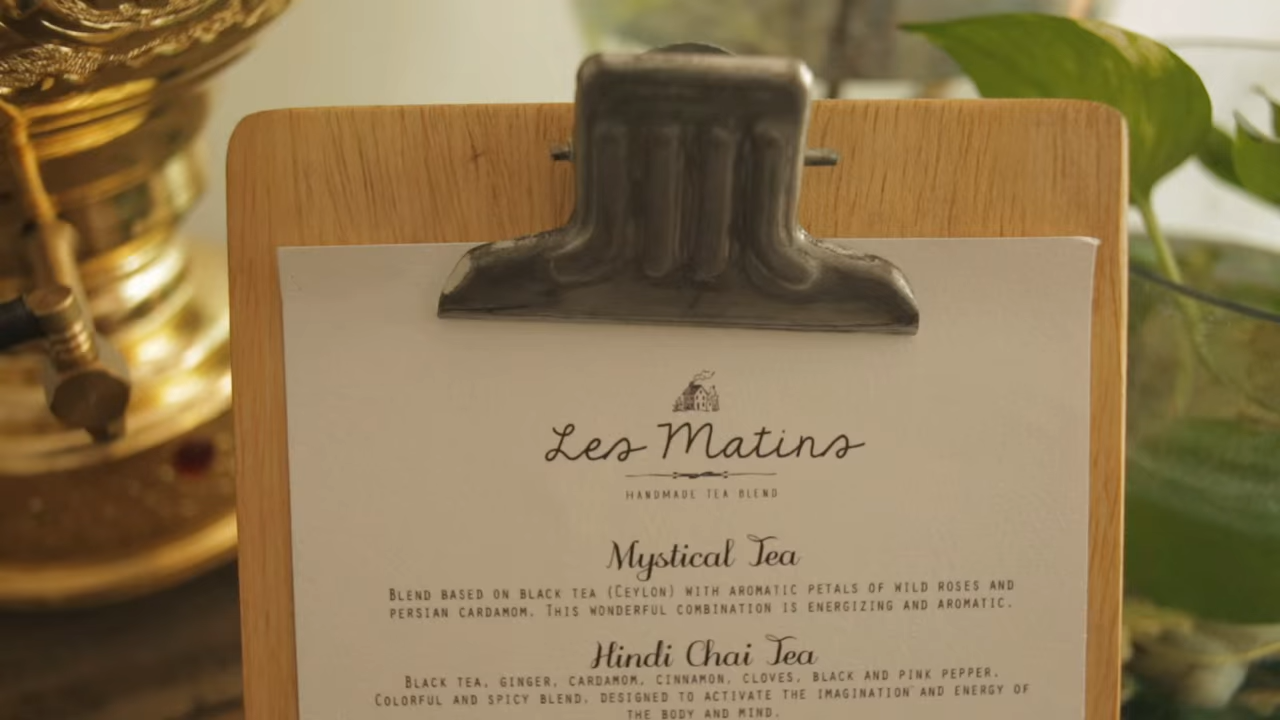 Les Matins
HANDMADE TEA BLEND
Mystical Tea
BLEND BASED ON BLACK TEA (CEYLON) WITH AROMATIC PETALS OF WILD ROSES AND
PERSIAN CARDAMOM. THIS WONDERFUL COMBINATION IS ENERGIZING AND AROMATIC.
Hindi Chai Tea
BLACK TEA, GINGER, CARDAMOM, CINNAMON, CLOVES, BLACK AND PINK PEPPER.
COLORFUL AND SPICY BLEND, DESIGNED TO ACTIVATE THE IMAGINATION AND ENERGY OF
THE BODY AND MIND.